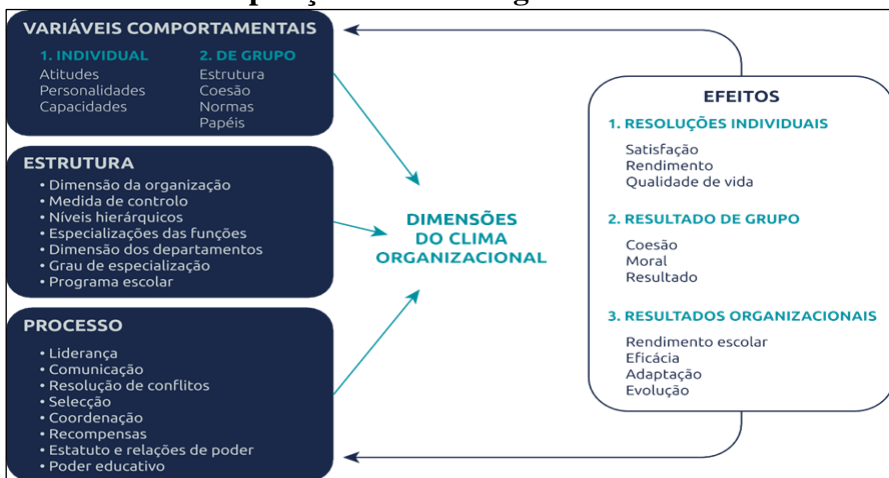 VARIÁVEIS COMPORTAMENTAIS
1. INDIVIDUAL
Atitudes
Personalidades
Capacidades
2. DE GRUPO
Estrutura
Coesão
Normas
Papéis
ESTRUTURA
• Dimensão da organização
• Medida de controlo
• Níveis hierárquicos
• Especializações das funções
• Dimensão dos departamentos
• Grau de especialização
• Programa escolar
PROCESSO
• Liderança
• Comunicação
• Resolução de conflitos
• Selecção
• Coordenação
• Recompensas
• Estatuto e relações de poder
• Poder educativo
DIMENSÕES
DO CLIMA
ORGANIZACIONAL
EFEITOS
1. RESOLUÇÕES INDIVIDUAIS
Satisfação
Rendimento
Qualidade de vida
2. RESULTADO DE GRUPO
Coesão
Moral
Resultado
3. RESULTADOS ORGANIZACIONAIS
Rendimento escolar
Eficácia
Adaptação
Evolução